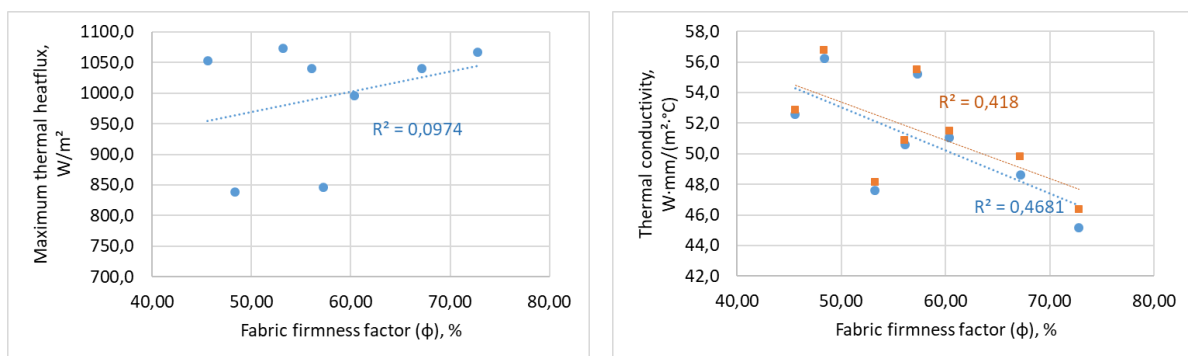 Maximum thermal heatflux,
W/m²
1100,0
1050,0
1000,0
950,0
900,0
850,0
800,0
750,0
700,0
R² = 0,0974
40,00 50,00 60,00 70,00 80,00
Fabric firmness factor (ϕ), %
Thermal conductivity,
W·mm/(m²·°C)
58,0
56,0
54,0
52,0
50,0
48,0
46,0
44,0
42,0
R² = 0,418
R² = 0,4681
40,00 50,00 60,00 70,00 80,00
Fabric firmness factor (ϕ), %